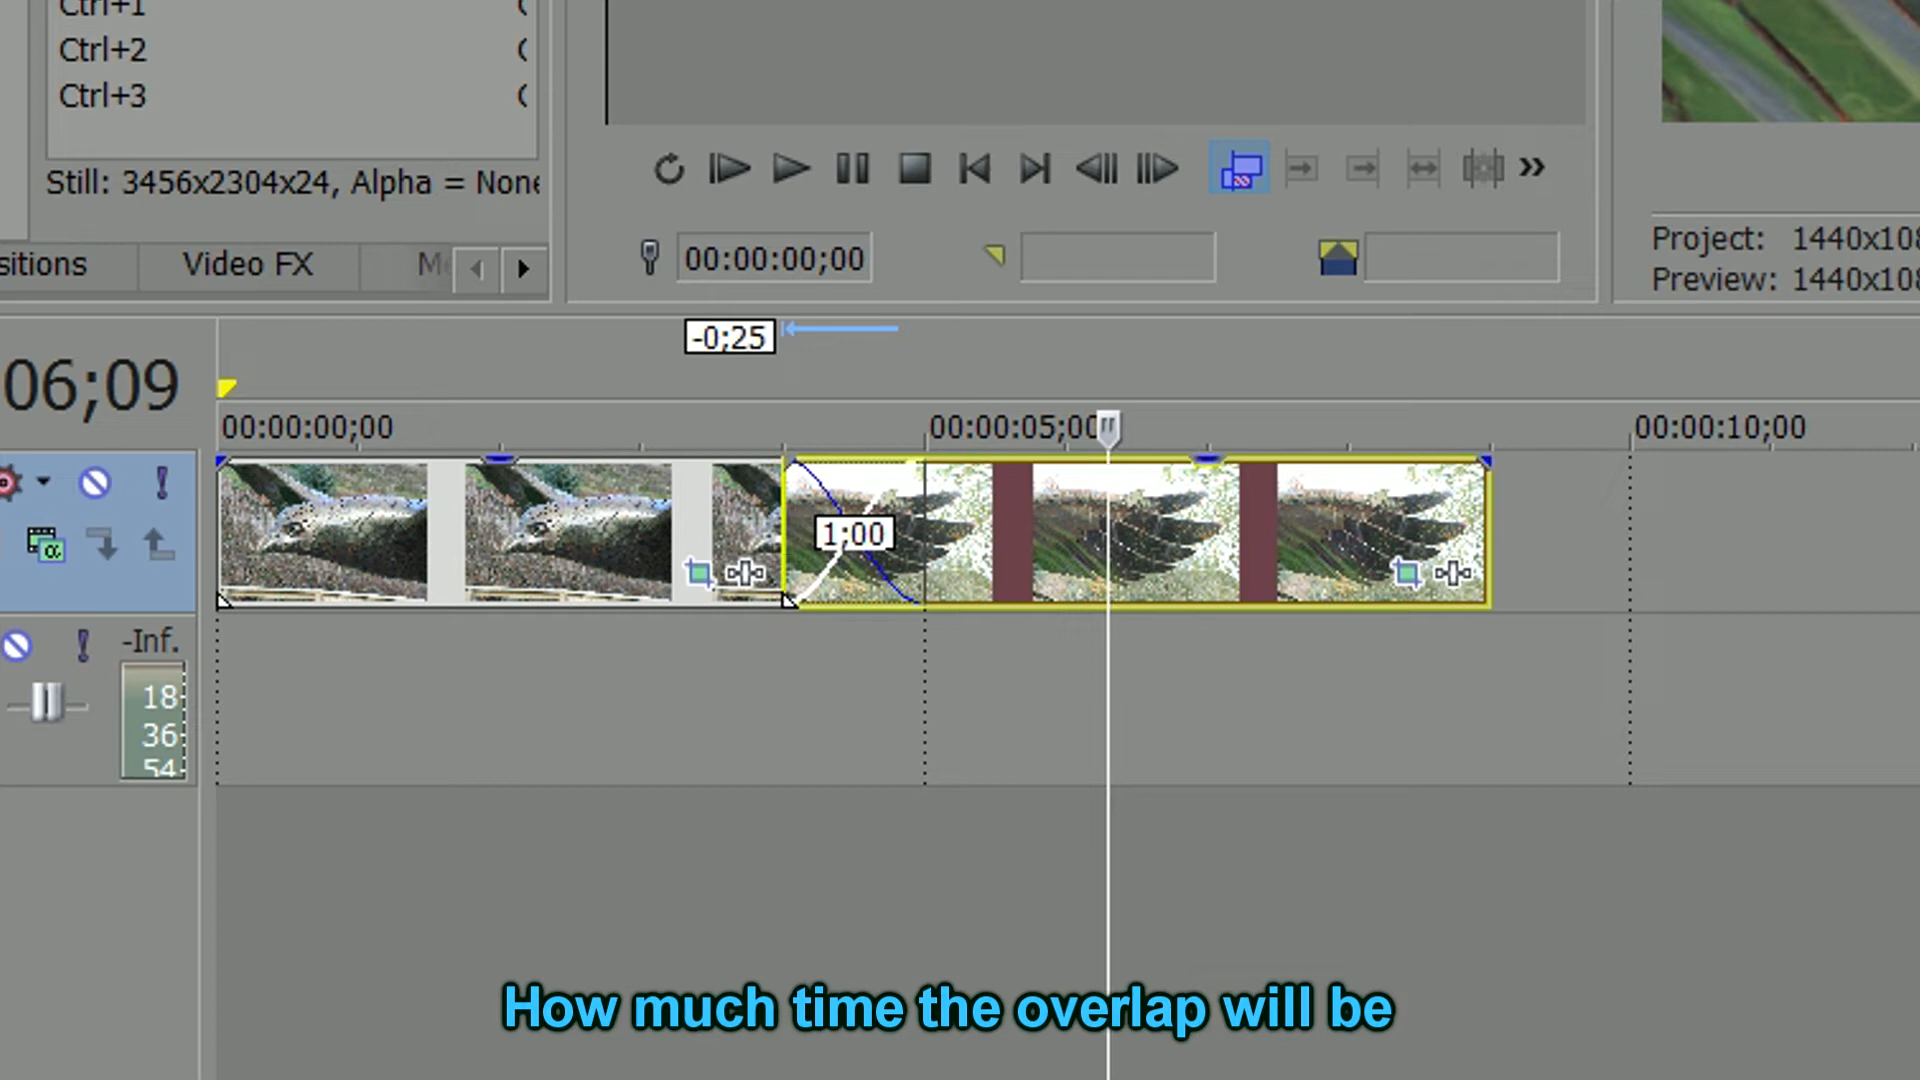 Ctrl+1
Ctrl+2
Ctrl+3
Still: 3456x2304x24, Alpha = None
sitions
Video FX
00:00:00;00
Project: 1440x108
Preview: 1440x108
-0;25
06;09
00:00:00;00
00:00:05;00
00:00:10;00
1;00
-Inf.
18
36
54
How much time the overlap will be